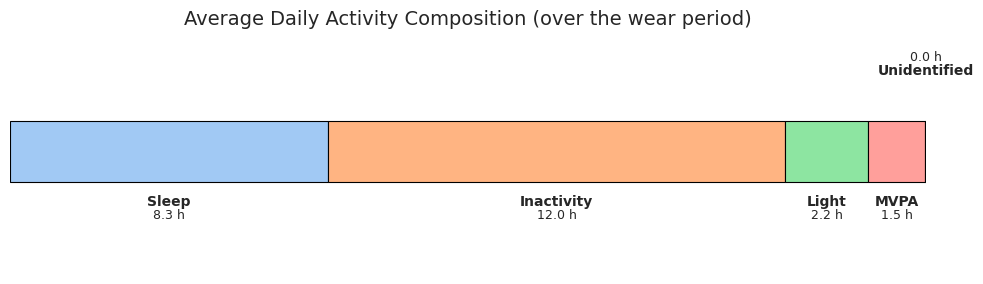 Average Daily Activity Composition (over the wear period)
0.0 h
Unidentified
Sleep
8.3 h
Inactivity
12.0 h
Light
2.2 h
MVPA
1.5 h